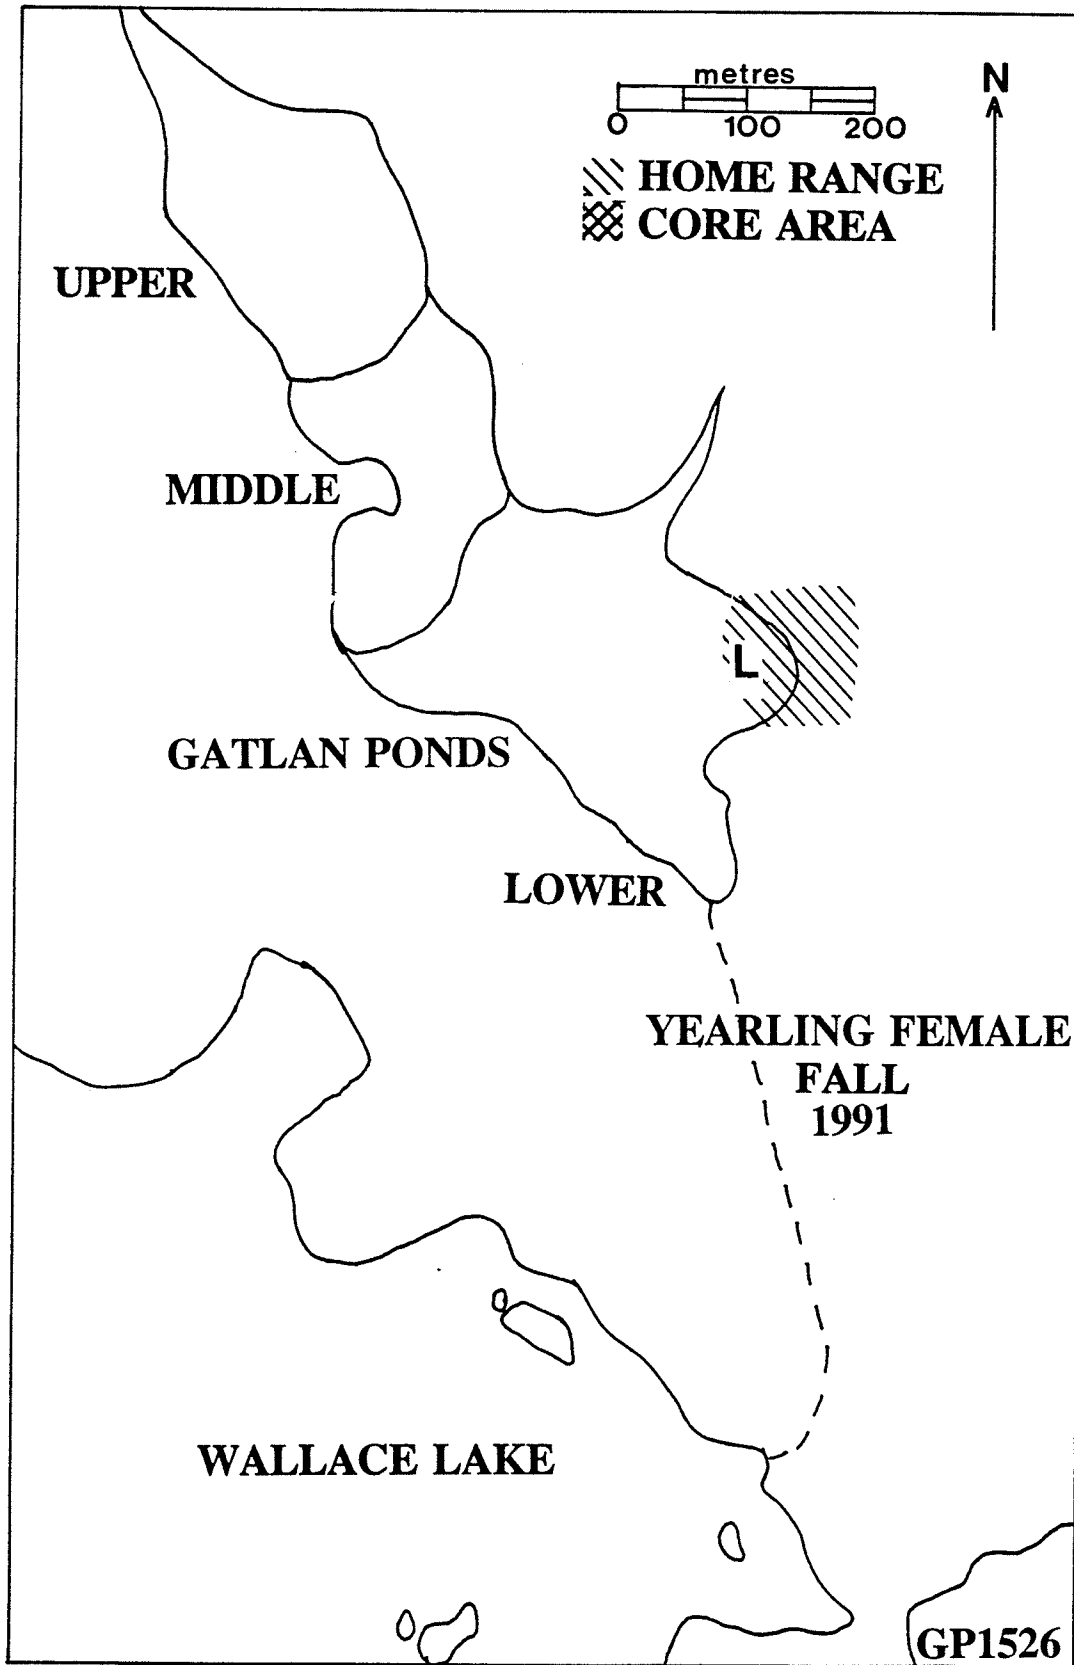 metres
N
0 100 200
HOME RANGE
CORE AREA
UPPER
MIDDLE
L
GATLAN PONDS
LOWER
YEARLING FEMALE
FALL
1991
WALLACE LAKE
GP1526